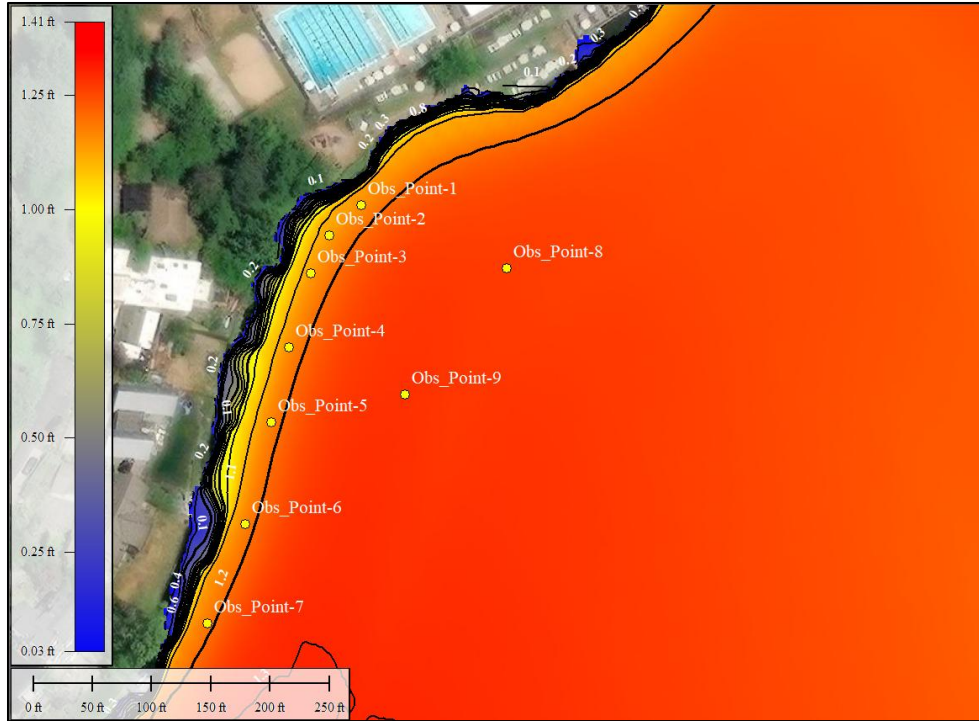 1.41 ft
1.25 ft
1.00 ft
0.75 ft
0.50 ft
0.25 ft
0.03 ft
0.3
0.2
0.1
0.8
0.3
0.2
0.1
Obs_Point-1
Obs_Point-2
Obs_Point-3
0.2
Obs_Point-8
Obs_Point-4
0.2
Obs_Point-9
0.1
Obs_Point-5
0.2
1.1
Obs_Point-6
0.1
0.4
0.6
1.2
Obs_Point-7
0 ft 50 ft 100 ft 150 ft 200 ft 250 ft